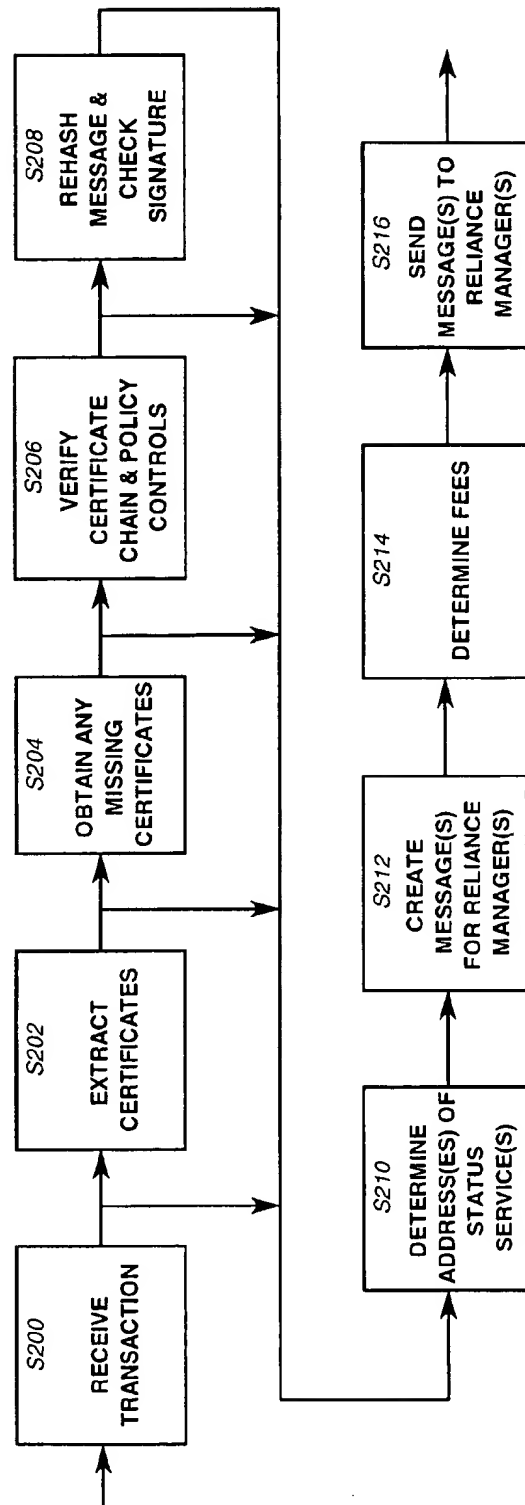 S200
RECEIVE
TRANSACTION
S202
EXTRACT
CERTIFICATES
S204
OBTAIN ANY
MISSING
CERTIFICATES
S206
VERIFY
CERTIFICATE
CHAIN & POLICY
CONTROLS
S208
REHASH
MESSAGE &
CHECK
SIGNATURE
S210
DETERMINE
ADDRESS(ES) OF
STATUS
SERVICE(S)
S212
CREATE
MESSAGE(S)
FOR RELIANCE
MANAGER(S)
S214
DETERMINE FEES
S216
SEND
MESSAGE(S) TO
RELIANCE
MANAGER(S)